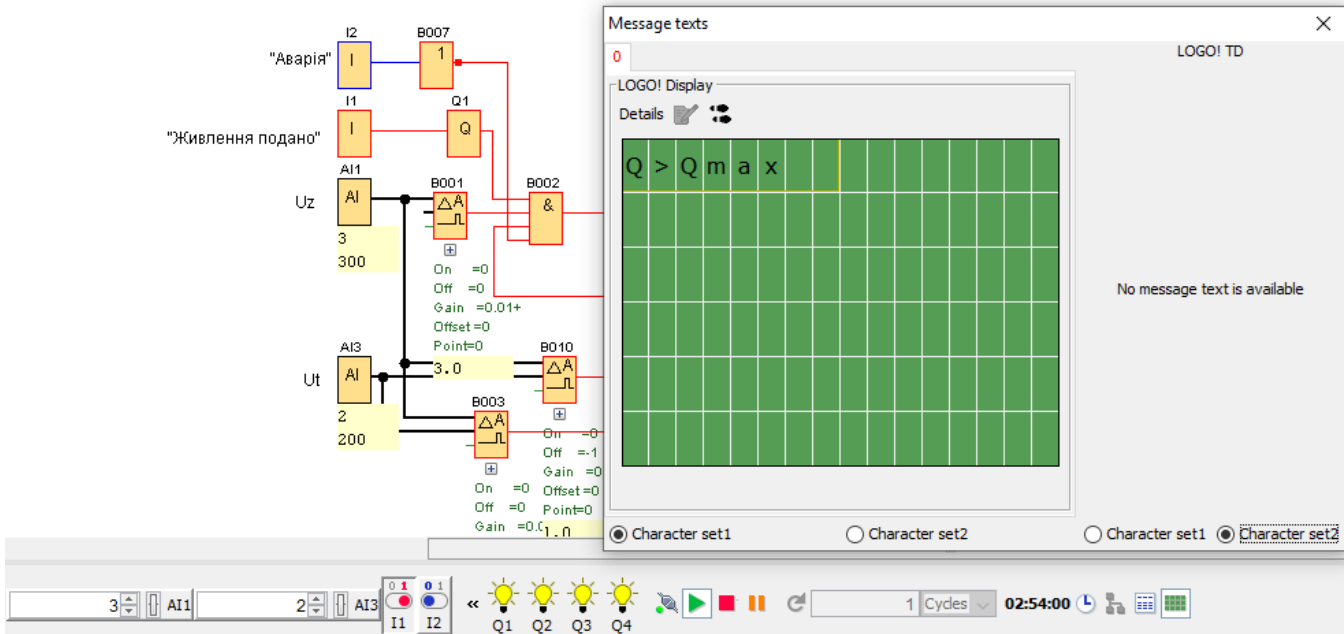 Message texts
0
LOGO! TD
LOGO! Display
Details
Q>Qmax
No message text is available
Character set1
Character set2
Character set1
Character set2
I2
B007
"Аварія"
I
1
I1
Q1
"Живлення подано"
I
Q
AI1
B001
B002
Uz
AI
ΔA
&
3
300
On =0
Off =0
Gain =0.01+
Offset=0
Point=0
3.0
AI3
B010
Ut
AI
ΔA
2
200
B003
ΔA
On =0
Off =-1
Gain =0
Offset=0
Point=0
1.0
On =0
Off =0
Gain =0.0
3
AI1
2
AI3
0 1
I1
0 1
I2
«
Q1
Q2
Q3
Q4
1
Cycles
02:54:00